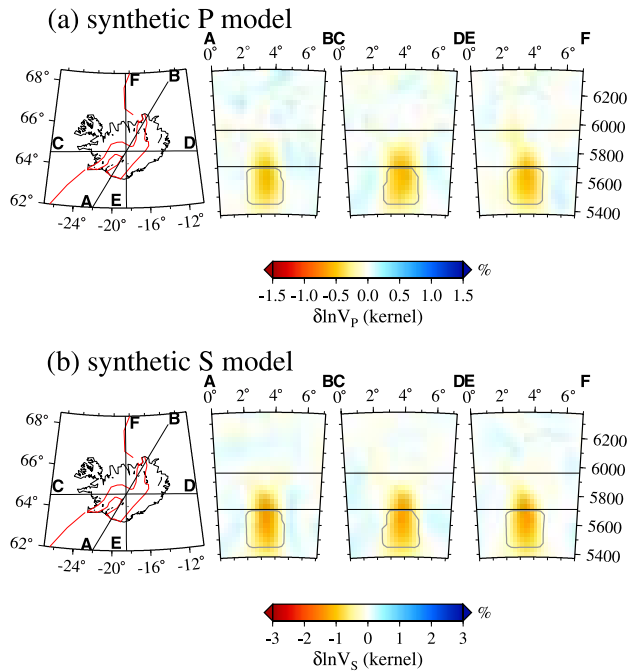 (a) synthetic P model
A BC DE F
0° 2° 4° 6° 0° 2° 4° 6° 0° 2° 4° 6°
68°
66°
64°
62°
F B
C D
A E
-24° -20° -16° -12°
6200
6000
5800
5600
5400
%
-1.5 -1.0 -0.5 0.0 0.5 1.0 1.5
δlnVP (kernel)
(b) synthetic S model
A BC DE F
0° 2° 4° 6° 0° 2° 4° 6° 0° 2° 4° 6°
68°
66°
64°
62°
F B
C D
A E
-24° -20° -16° -12°
6200
6000
5800
5600
5400
%
-3 -2 -1 0 1 2 3
δlnVS (kernel)